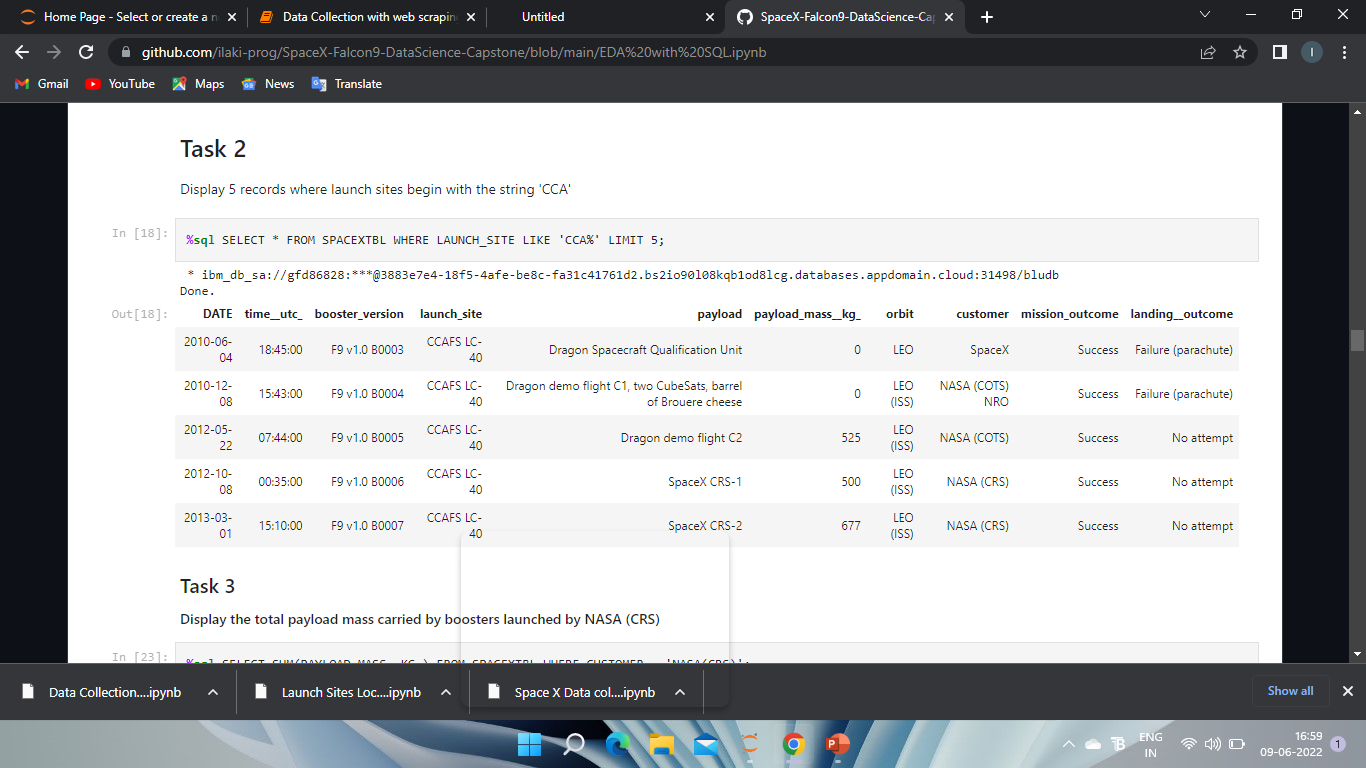 Home Page - Select or create a n
Data Collection with web scrapin
Untitled
SpaceX-Falcon9-DataScience-Cap
github.com/ilaki-prog/SpaceX-Falcon9-DataScience-Capstone/blob/main/EDA%20with%20SQL.ipynb
I
Gmail
YouTube
Maps
News
Translate
Task 2
Display 5 records where launch sites begin with the string 'CCA'
In [18]:
%sql SELECT * FROM SPACEXTBL WHERE LAUNCH_SITE LIKE 'CCA%' LIMIT 5;
* ibm_db_sa://gfd86828:***@3883e7e4-18f5-4afe-be8c-fa31c41761d2.bs2io90l08kqb1od8lcg.databases.appdomain.cloud:31498/bludb
Done.
Out[18]:
DATE time__utc_ booster_version launch_site payload payload_mass__kg_ orbit customer mission_outcome landing__outcome
2010-06-04 18:45:00 F9 v1.0 B0003 CCAFS LC-40 Dragon Spacecraft Qualification Unit 0 LEO SpaceX Success Failure (parachute)
2010-12-08 15:43:00 F9 v1.0 B0004 CCAFS LC-40 Dragon demo flight C1, two CubeSats, barrel of Brouere cheese 0 LEO (ISS) NASA (COTS) NRO Success Failure (parachute)
2012-05-22 07:44:00 F9 v1.0 B0005 CCAFS LC-40 Dragon demo flight C2 525 LEO (ISS) NASA (COTS) Success No attempt
2012-10-08 00:35:00 F9 v1.0 B0006 CCAFS LC-40 SpaceX CRS-1 500 LEO (ISS) NASA (CRS) Success No attempt
2013-03-01 15:10:00 F9 v1.0 B0007 CCAFS LC-40 SpaceX CRS-2 677 LEO (ISS) NASA (CRS) Success No attempt
Task 3
Display the total payload mass carried by boosters launched by NASA (CRS)
In [23]:
Data Collection....ipynb
Launch Sites Loc....ipynb
Space X Data col....ipynb
Show all
ENG
IN
16:59
09-06-2022
1